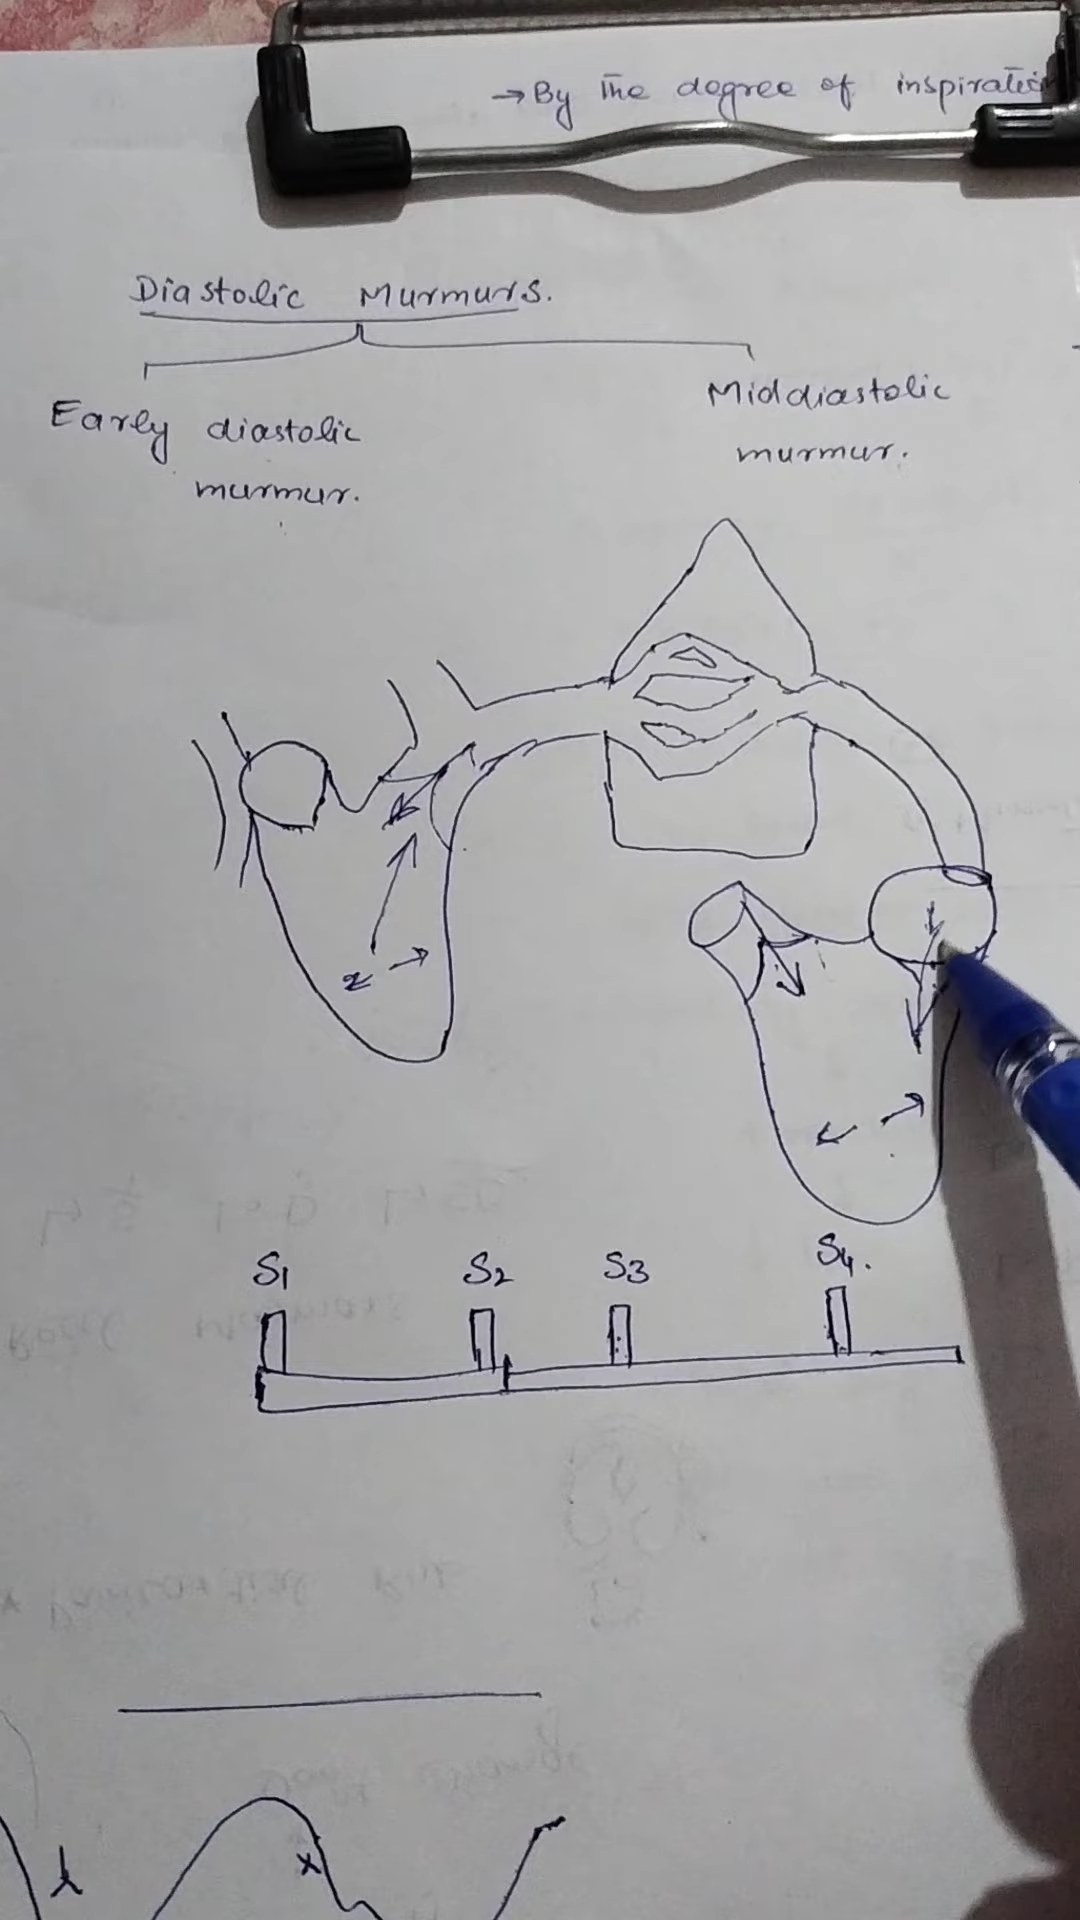 →By The degree of inspiration
Diastolic Murmurs.
Early diastolic
murmur.
Middiastolic
murmur.
S1 S2 S3 S4.
x